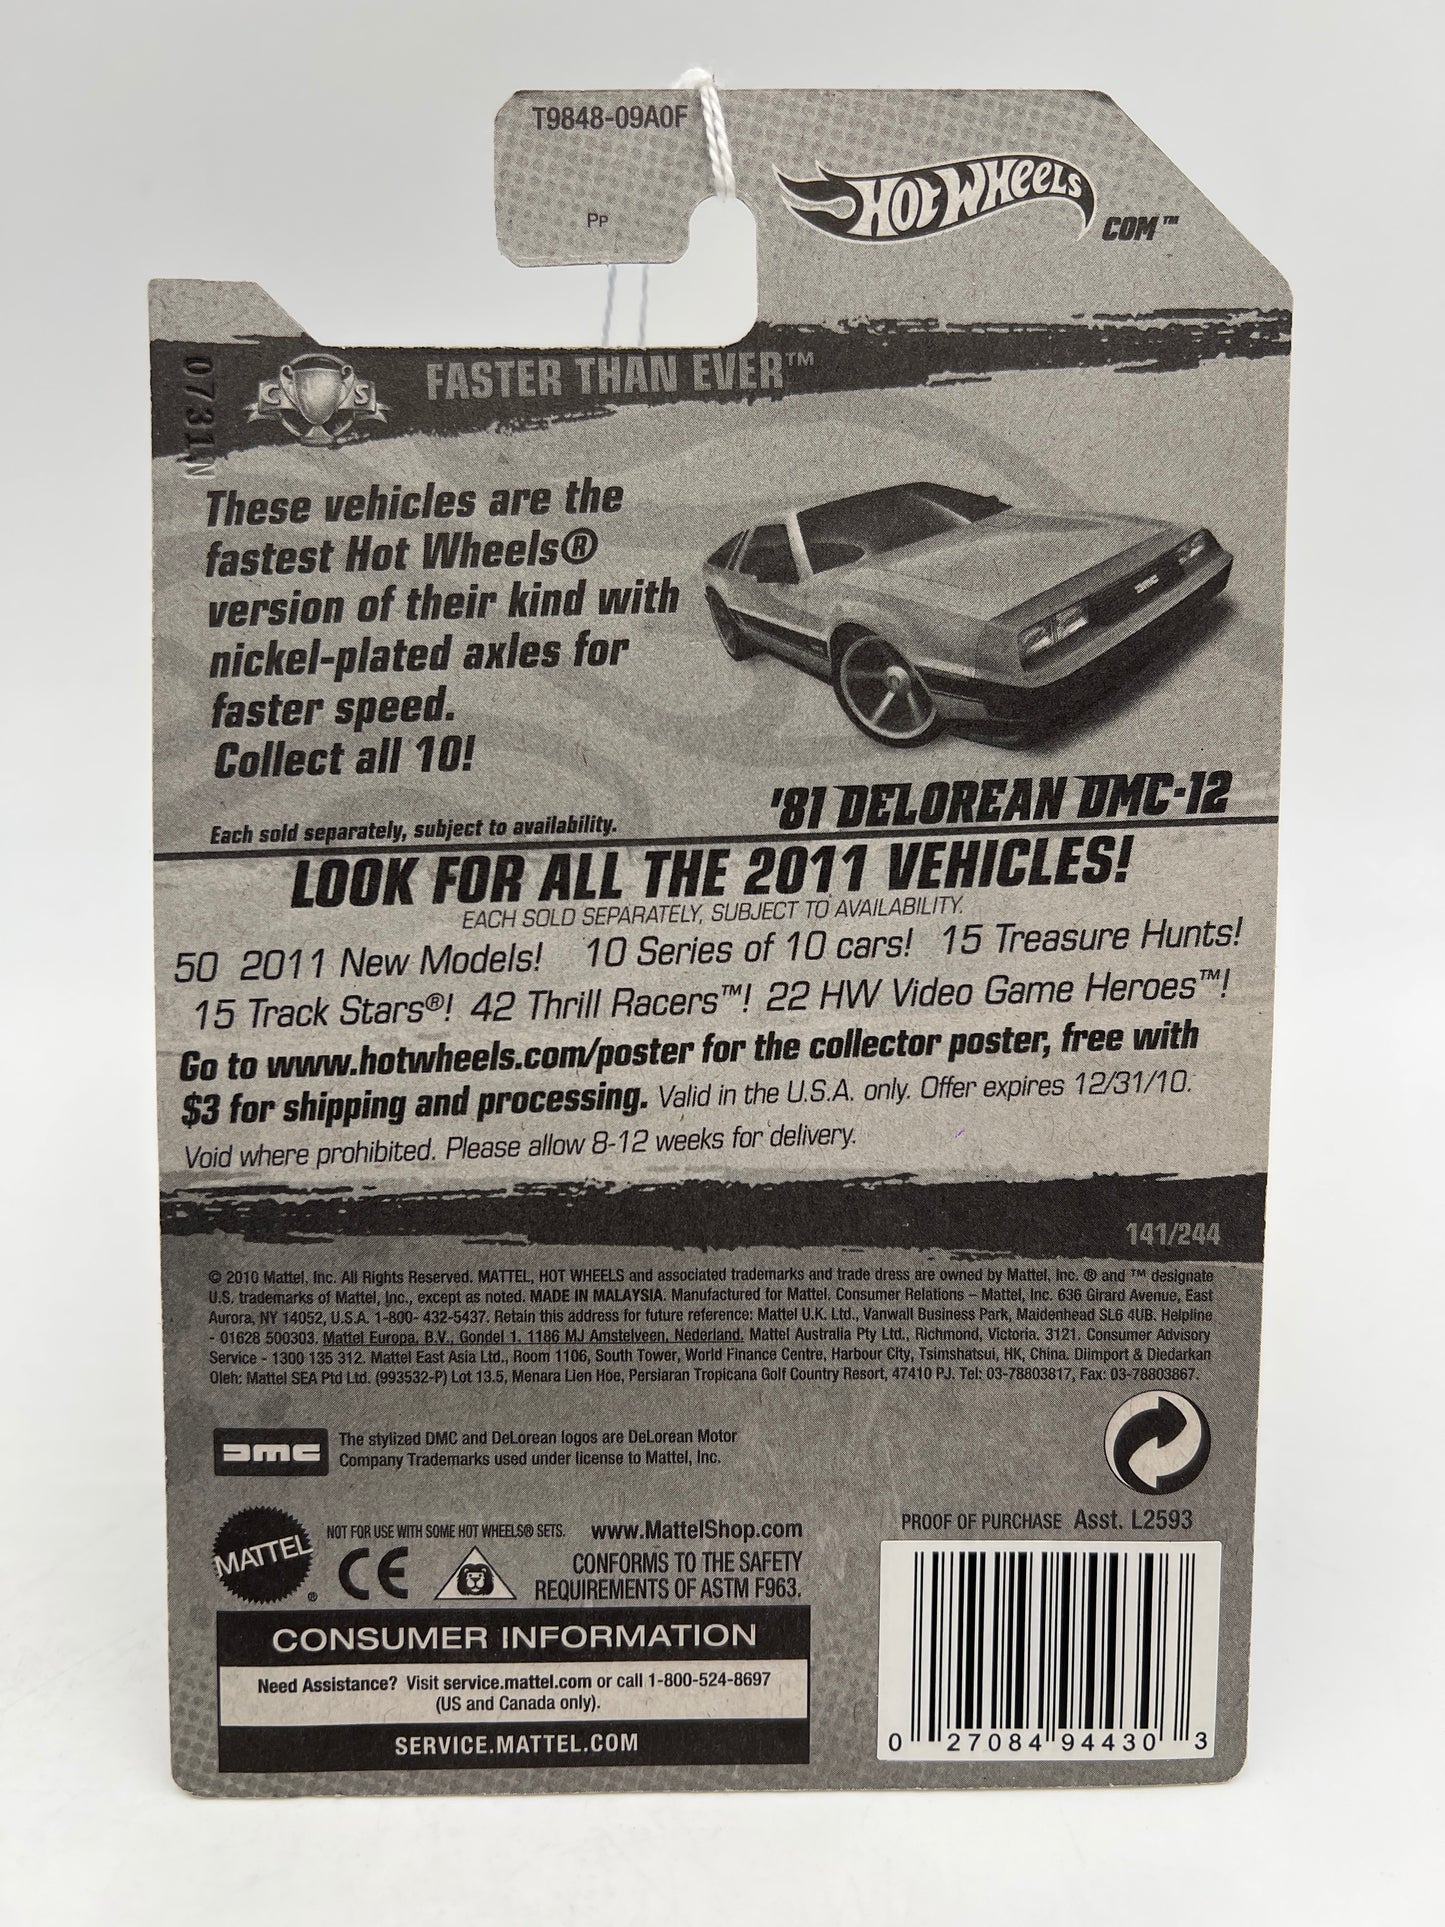 T9848-09A0F
PP
HOT WHEELS
COM™
0731N
C S
FASTER THAN EVER™
These vehicles are the
fastest Hot Wheels®
version of their kind with
nickel-plated axles for
faster speed.
Collect all 10!
DMC
'81 DELOREAN DMC-12
Each sold separately, subject to availability.
LOOK FOR ALL THE 2011 VEHICLES!
EACH SOLD SEPARATELY, SUBJECT TO AVAILABILITY.
50 2011 New Models! 10 Series of 10 cars! 15 Treasure Hunts!
15 Track Stars®! 42 Thrill Racers™! 22 HW Video Game Heroes™!
Go to www.hotwheels.com/poster for the collector poster, free with
$3 for shipping and processing. Valid in the U.S.A. only. Offer expires 12/31/10.
Void where prohibited. Please allow 8-12 weeks for delivery.
141/244
© 2010 Mattel, Inc. All Rights Reserved. MATTEL, HOT WHEELS and associated trademarks and trade dress are owned by Mattel, Inc. ® and ™ designate
U.S. trademarks of Mattel, Inc., except as noted. MADE IN MALAYSIA. Manufactured for Mattel. Consumer Relations – Mattel, Inc. 636 Girard Avenue, East
Aurora, NY 14052, U.S.A. 1-800- 432-5437. Retain this address for future reference: Mattel U.K. Ltd., Vanwall Business Park, Maidenhead SL6 4UB. Helpline
- 01628 500303. Mattel Europa, B.V., Gondel 1, 1186 MJ Amstelveen, Nederland. Mattel Australia Pty Ltd., Richmond, Victoria. 3121. Consumer Advisory
Service - 1300 135 312. Mattel East Asia Ltd., Room 1106, South Tower, World Finance Centre, Harbour City, Tsimshatsui, HK, China. Diimport & Diedarkan
Oleh: Mattel SEA Ptd Ltd. (993532-P) Lot 13.5, Menara Lien Hoe, Persiaran Tropicana Golf Country Resort, 47410 PJ. Tel: 03-78803817, Fax: 03-78803867.
DMC
The stylized DMC and DeLorean logos are DeLorean Motor
Company Trademarks used under license to Mattel, Inc.
MATTEL ®
NOT FOR USE WITH SOME HOT WHEELS® SETS. www.MattelShop.com
CE
CONFORMS TO THE SAFETY
REQUIREMENTS OF ASTM F963.
PROOF OF PURCHASE Asst. L2593
CONSUMER INFORMATION
Need Assistance? Visit service.mattel.com or call 1-800-524-8697
(US and Canada only).
SERVICE.MATTEL.COM
0 27084 94430 3